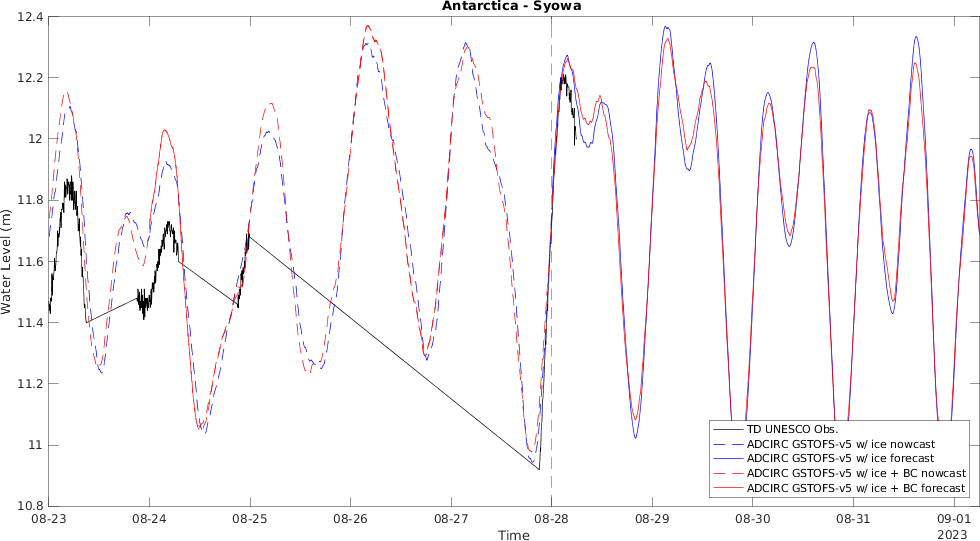 Antarctica - Syowa
12.4
12.2
12
11.8
11.6
11.4
11.2
11
10.8
Water Level (m)
08-23
08-24
08-25
08-26
08-27
08-28
08-29
08-30
08-31
09-01
2023
Time
TD UNESCO Obs.
ADCIRC GSTOFS-v5 w/ ice nowcast
ADCIRC GSTOFS-v5 w/ ice forecast
ADCIRC GSTOFS-v5 w/ ice + BC nowcast
ADCIRC GSTOFS-v5 w/ ice + BC forecast